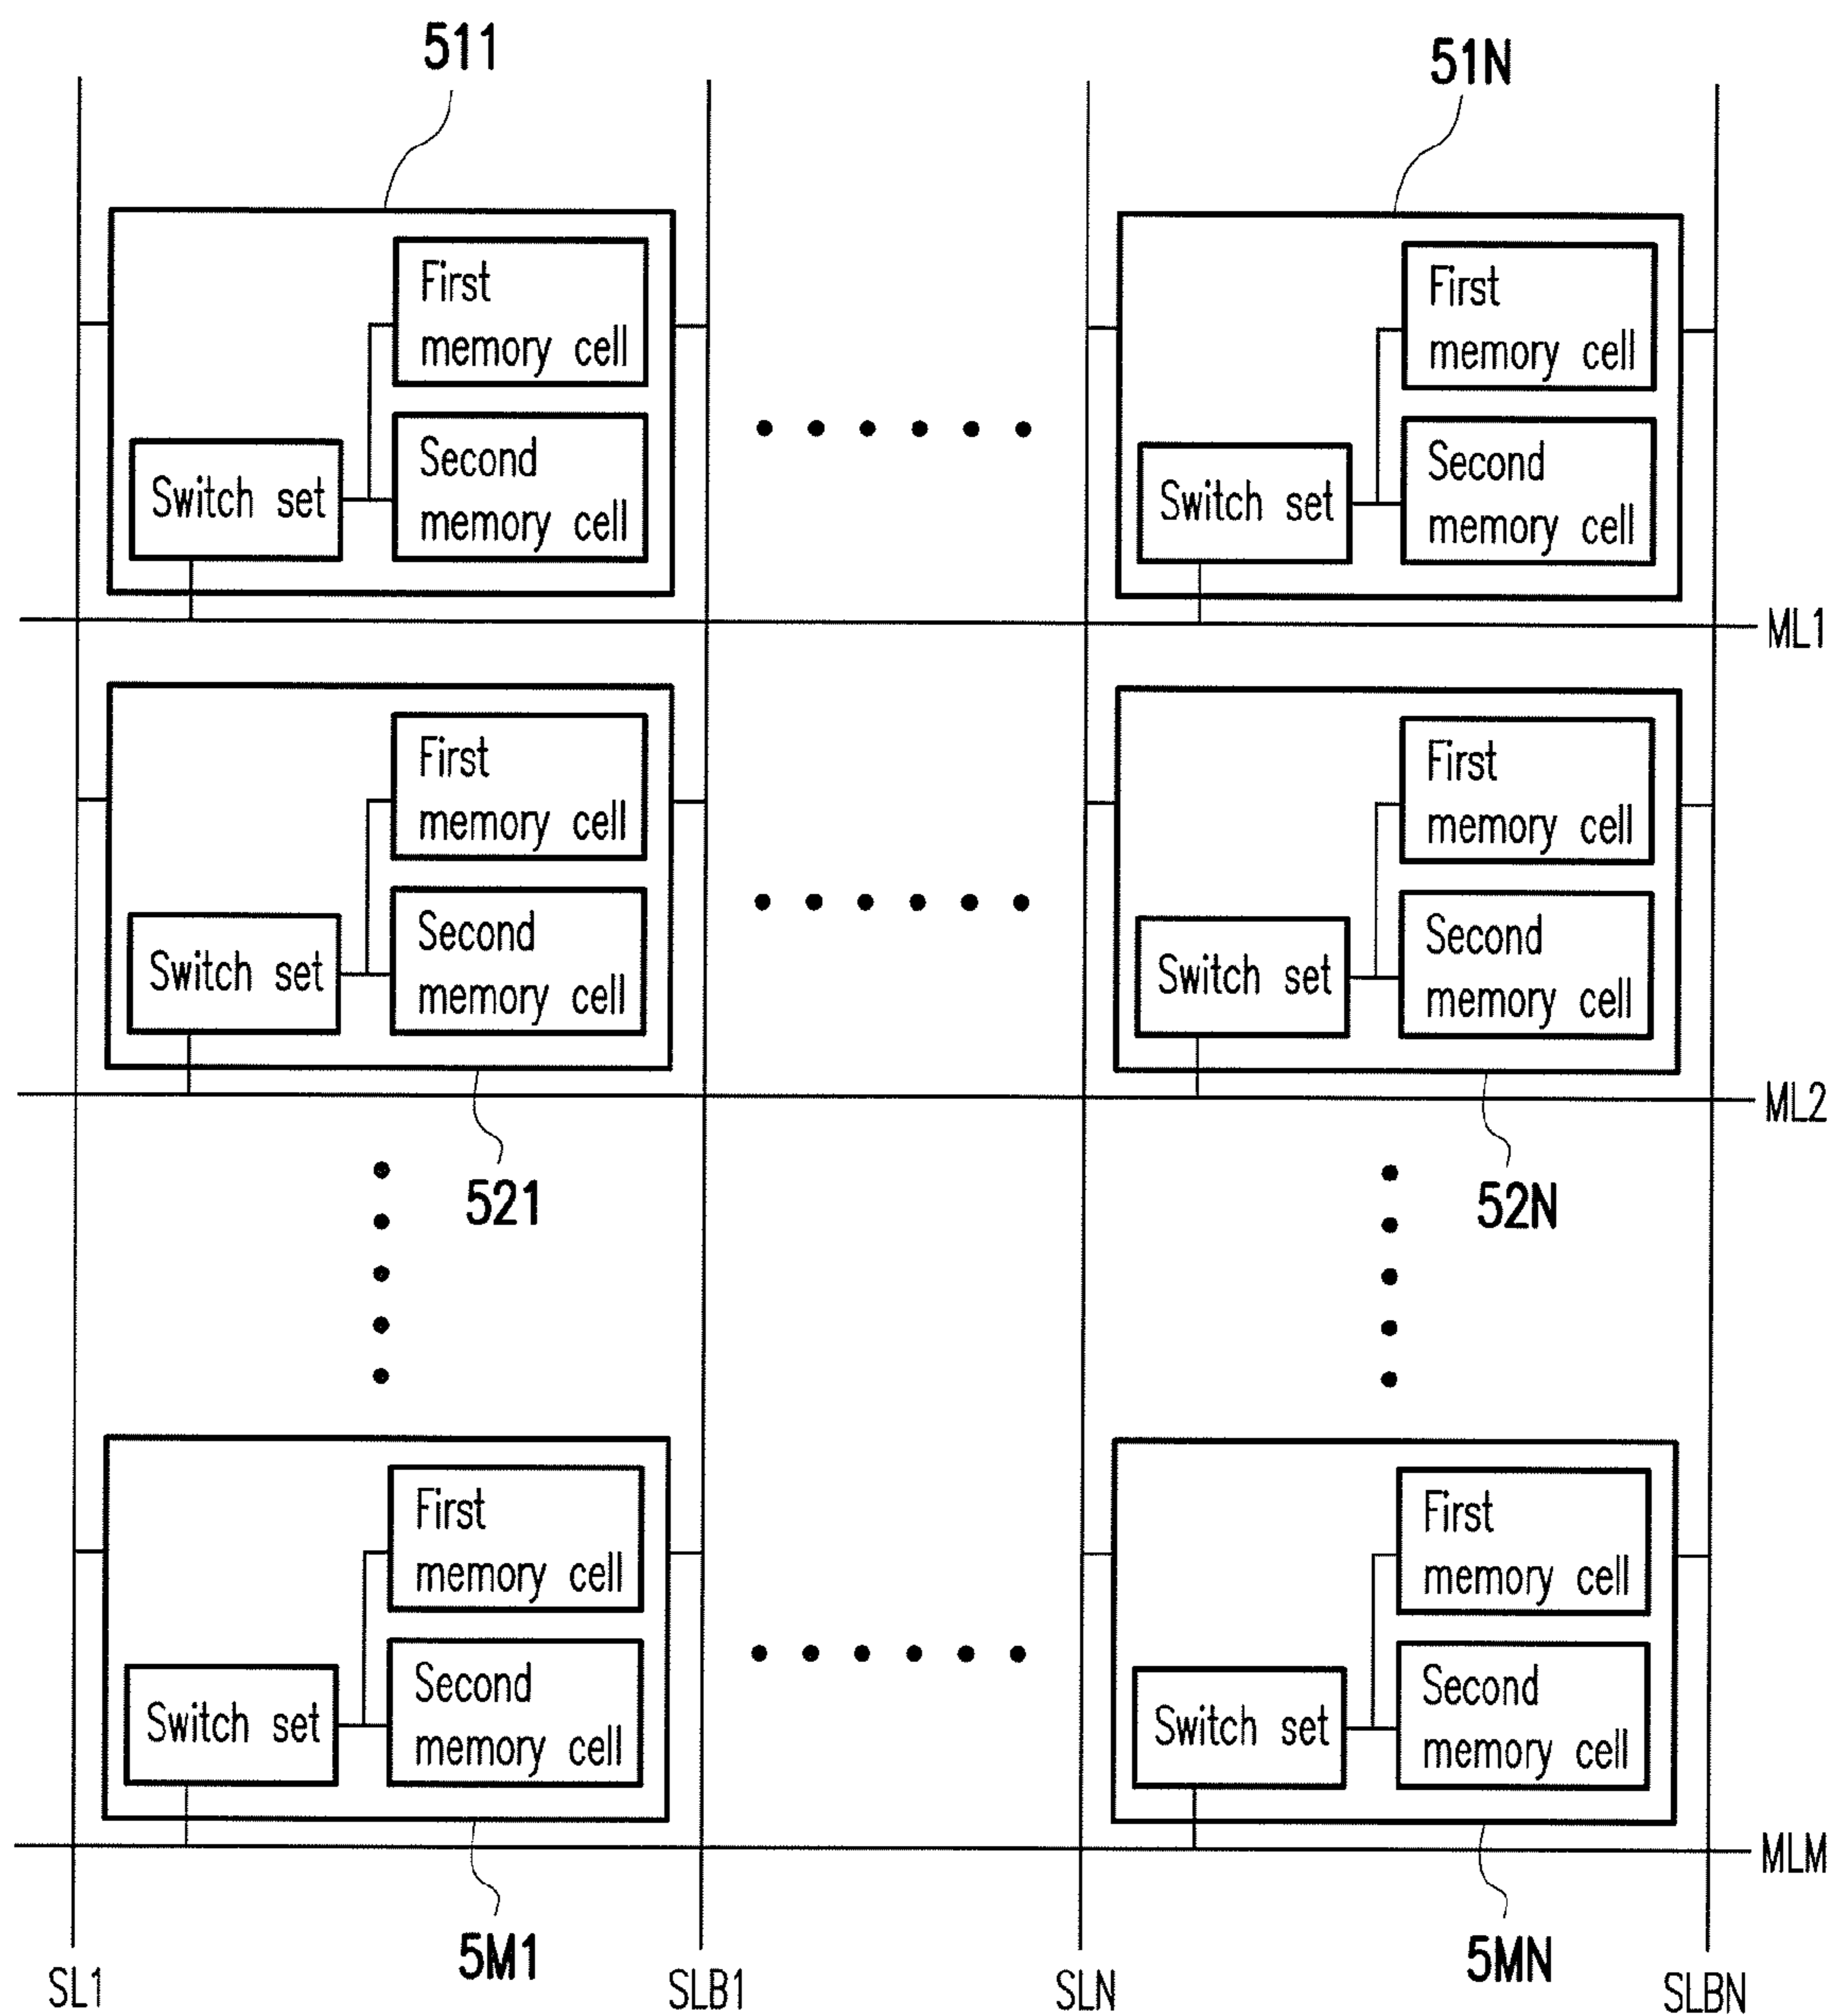 511
51N
First
memory cell
Second
memory cell
Switch set
First
memory cell
Second
memory cell
Switch set
ML1
First
memory cell
Second
memory cell
Switch set
First
memory cell
Second
memory cell
Switch set
ML2
521
52N
First
memory cell
Second
memory cell
Switch set
First
memory cell
Second
memory cell
Switch set
MLM
5M1
5MN
SL1
SLB1
SLN
SLBN